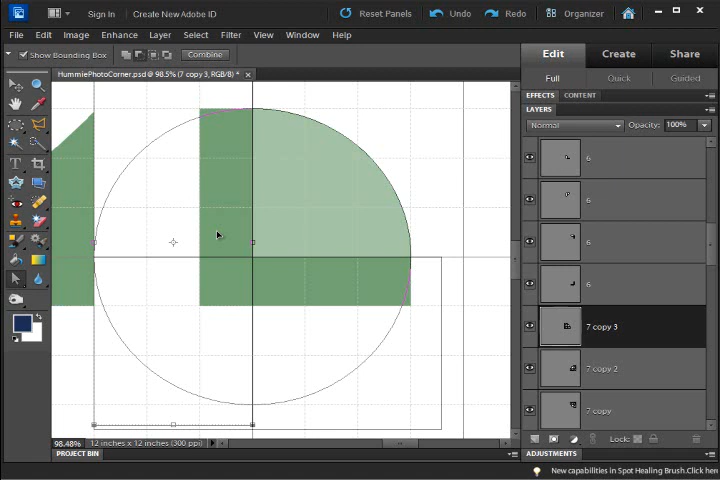 Sign In Create New Adobe ID Reset Panels Undo Redo Organizer
File Edit Image Enhance Layer Select Filter View Window Help
Show Bounding Box Combine Edit Create Share
HummiePhotoCorner.psd @ 98.5% (7 copy 3, RGB/8) * Full Quick Guided
EFFECTS CONTENT
LAYERS
Normal Opacity: 100%
6
6
6
6
7 copy 3
7 copy 2
7 copy
98.48% 12 inches x 12 inches (300 ppi) Lock:
PROJECT BIN ADJUSTMENTS
New capabilities in Spot Healing Brush.Click here